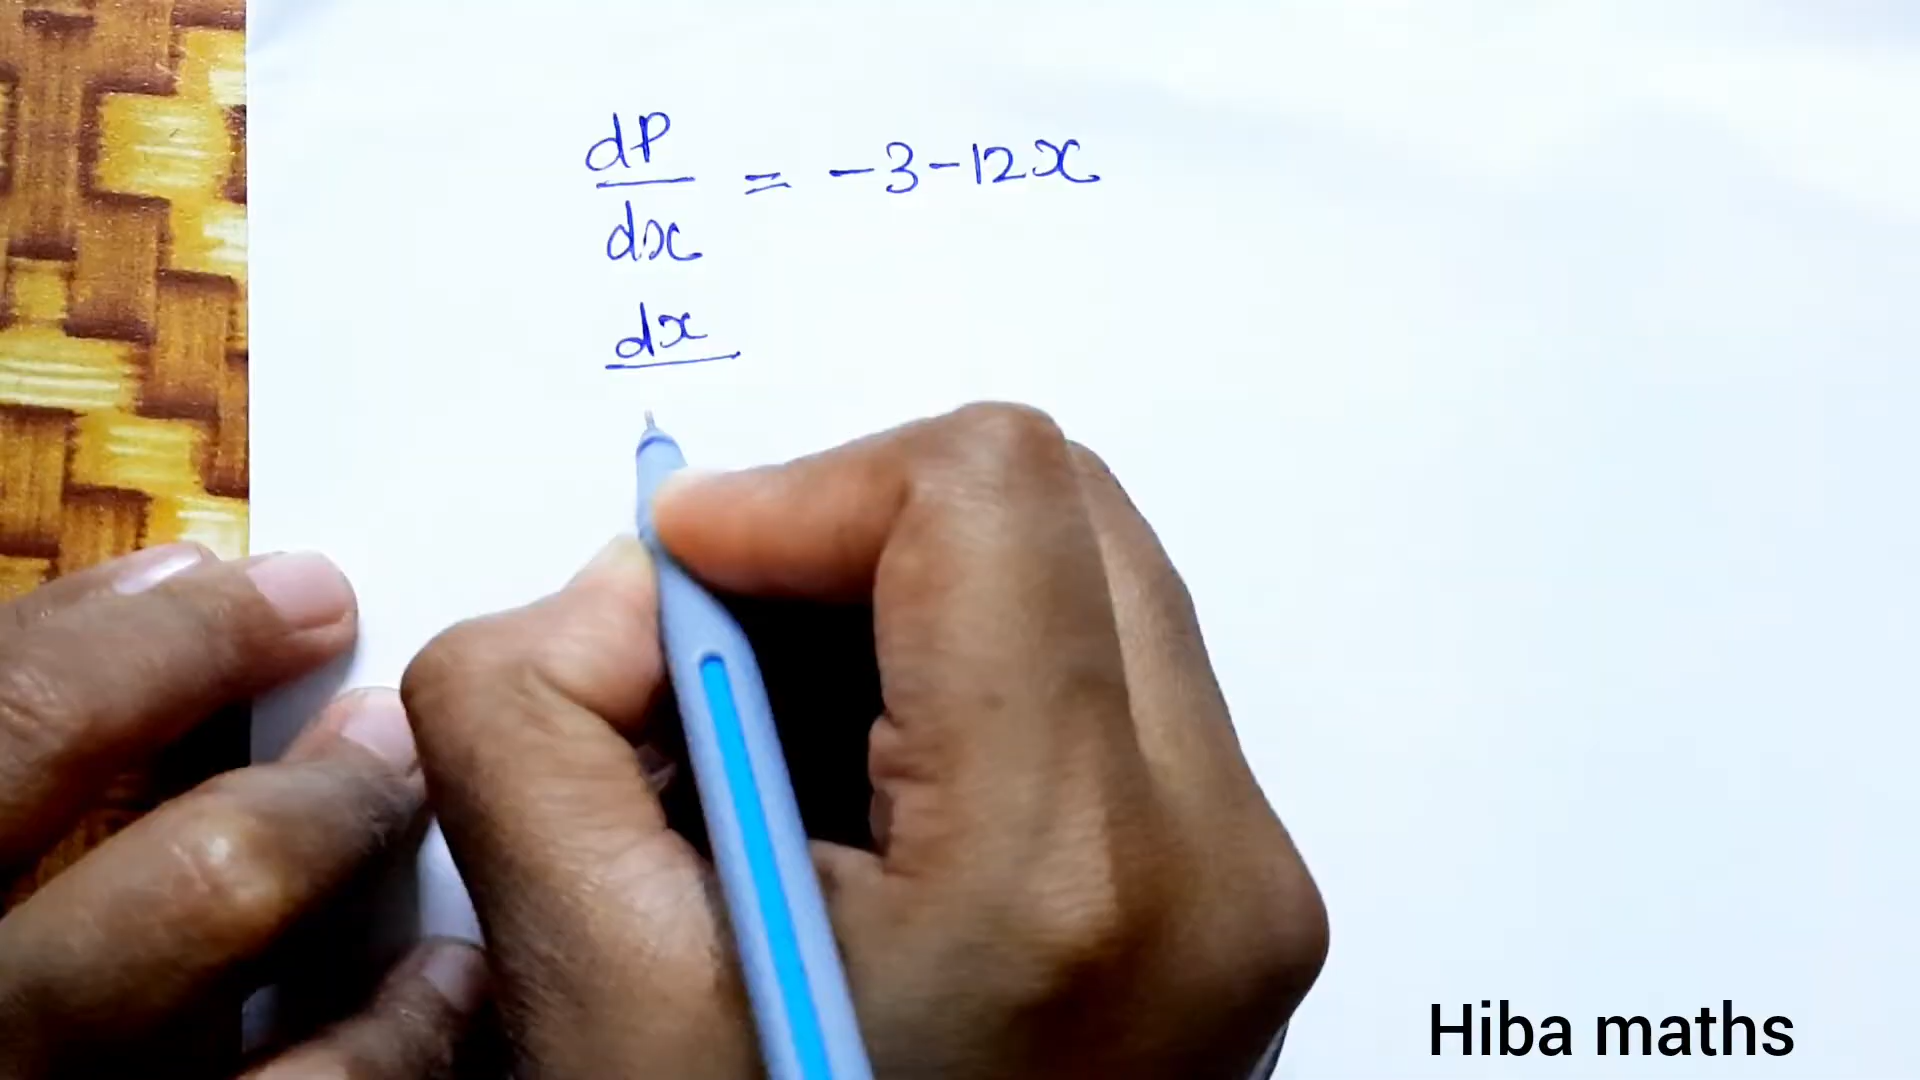 dP
— = -3-12x
dx
dx
—
Hiba maths